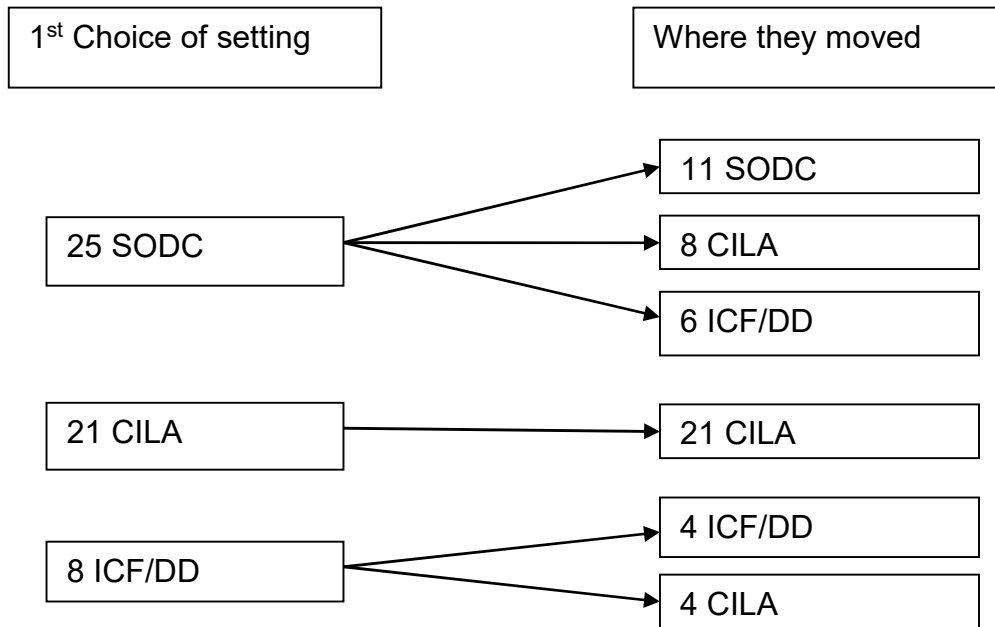 1st Choice of setting
Where they moved
11 SODC
25 SODC
8 CILA
6 ICF/DD
21 CILA
21 CILA
4 ICF/DD
8 ICF/DD
4 CILA